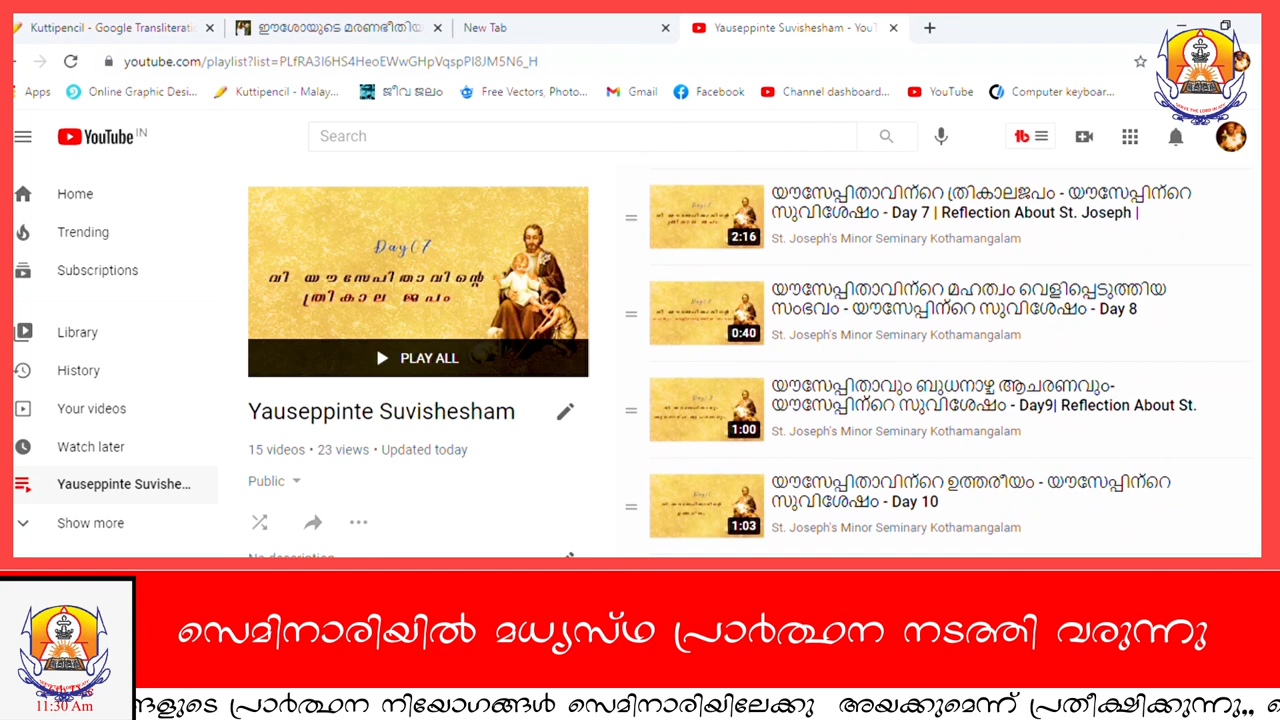 Kuttipencil - Google Transliterati
ഈശോയുടെ മരണഭീതിയ
New Tab
Yauseppinte Suvishesham - YouT
youtube.com/playlist?list=PLfRA3I6HS4HeoEWwGHpVqspPI8JM5N6_H
Apps
Online Graphic Desi...
Kuttipencil - Malay...
ജീവ ജലം
Free Vectors, Photo...
Gmail
Facebook
Channel dashboard...
YouTube
Computer keyboar...
YouTube IN
Search
Home
Trending
Subscriptions
Library
History
Your videos
Watch later
Yauseppinte Suvishe...
Show more
Day 07
വി യൗസേപിതാവിന്റെ
ത്രികാല ജപം
PLAY ALL
Yauseppinte Suvishesham
15 videos • 23 views • Updated today
Public
No description
യൗസേപ്പിതാവിന്റെ ത്രികാലജപം - യൗസേപ്പിന്റെ
സുവിശേഷം - Day 7 | Reflection About St. Joseph |
St. Joseph's Minor Seminary Kothamangalam
2:16
യൗസേപ്പിതാവിന്റെ മഹത്വം വെളിപ്പെടുത്തിയ
സംഭവം - യൗസേപ്പിന്റെ സുവിശേഷം - Day 8
St. Joseph's Minor Seminary Kothamangalam
0:40
യൗസേപ്പിതാവും ബുധനാഴ്ച ആചരണവും-
യൗസേപ്പിന്റെ സുവിശേഷം - Day9| Reflection About St.
St. Joseph's Minor Seminary Kothamangalam
1:00
യൗസേപ്പിതാവിന്റെ ഉത്തരീയം - യൗസേപ്പിന്റെ
സുവിശേഷം - Day 10
St. Joseph's Minor Seminary Kothamangalam
1:03
സെമിനാരിയിൽ മധ്യസ്ഥ പ്രാർത്ഥന നടത്തി വരുന്നു
11:30 Am
ങ്ങളുടെ പ്രാർത്ഥന നിയോഗങ്ങൾ സെമിനാരിയിലേക്കു അയക്കുമെന്ന് പ്രതീക്ഷിക്കുന്നു,,